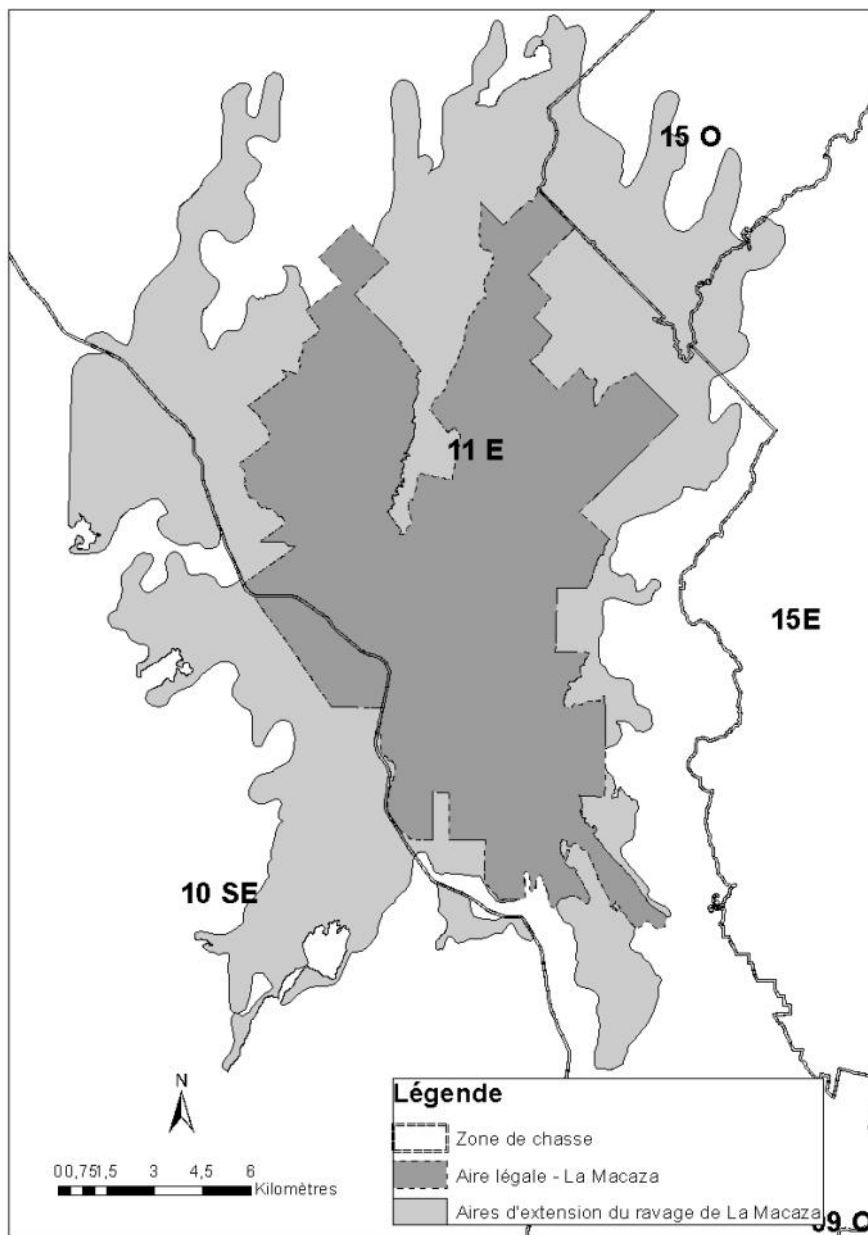 15 O
11 E
15E
10 SE
N
Légende
Zone de chasse
Aire légale - La Macaza
Aires d'extension du ravage de La Macaza
0 0,75 1,5 3 4,5 6
Kilomètres
09 O